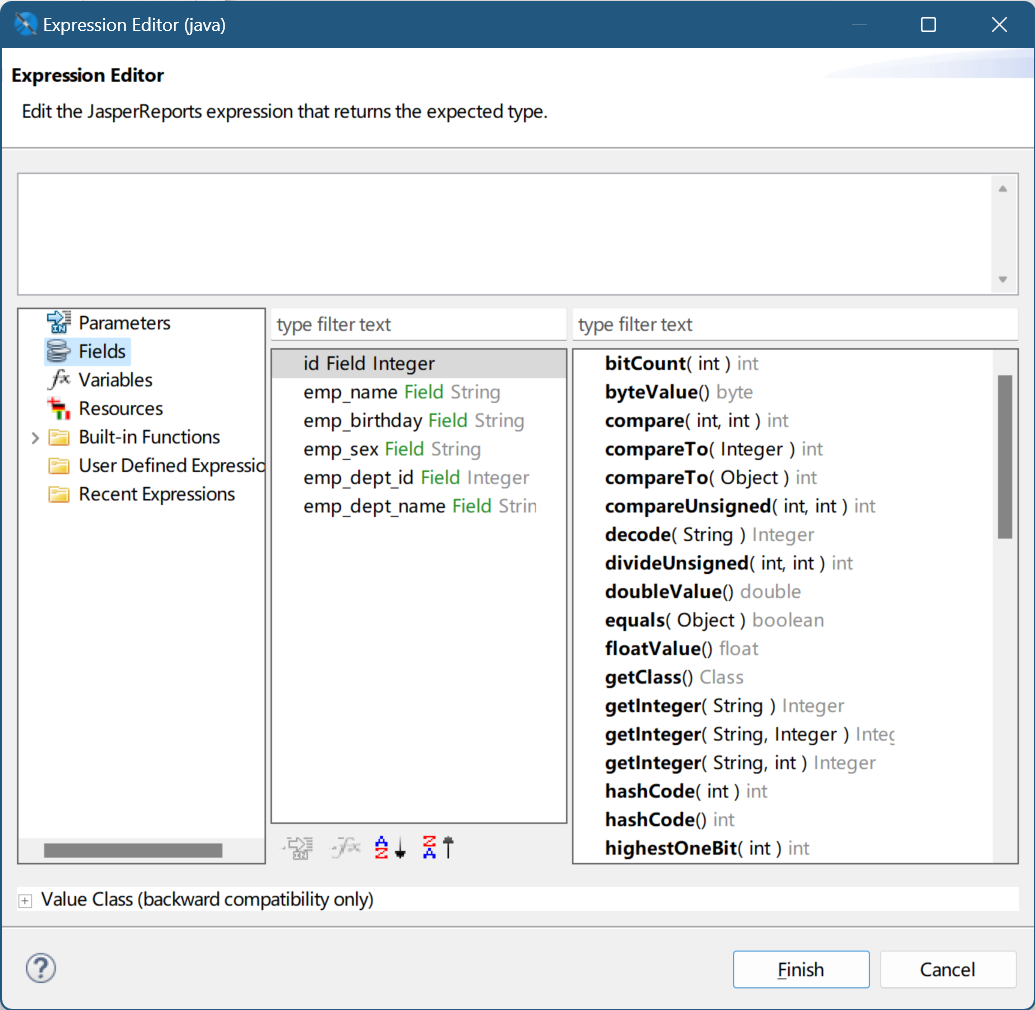 Expression Editor (java)
Expression Editor
Edit the JasperReports expression that returns the expected type.
Parameters
Fields
Variables
Resources
Built-in Functions
User Defined Expressio
Recent Expressions
type filter text
id Field Integer
emp_name Field String
emp_birthday Field String
emp_sex Field String
emp_dept_id Field Integer
emp_dept_name Field Strin
type filter text
bitCount( int ) int
byteValue() byte
compare( int, int ) int
compareTo( Integer ) int
compareTo( Object ) int
compareUnsigned( int, int ) int
decode( String ) Integer
divideUnsigned( int, int ) int
doubleValue() double
equals( Object ) boolean
floatValue() float
getClass() Class
getInteger( String ) Integer
getInteger( String, Integer ) Integ
getInteger( String, int ) Integer
hashCode( int ) int
hashCode() int
highestOneBit( int ) int
Value Class (backward compatibility only)
Finish
Cancel